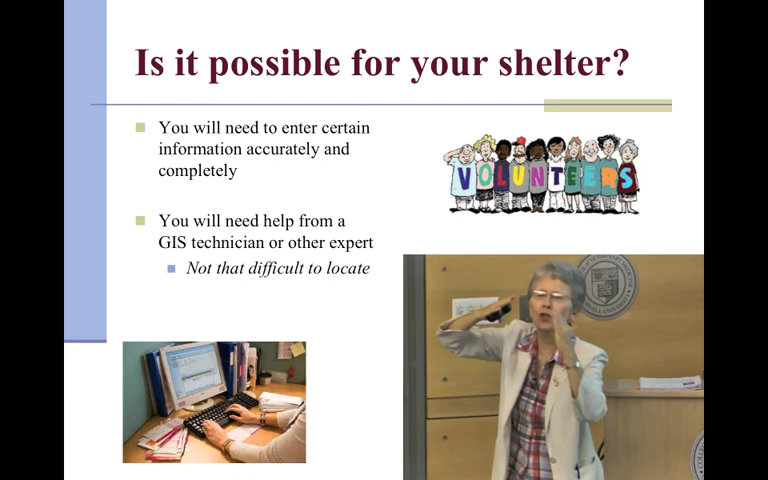 Is it possible for your shelter?
You will need to enter certain
information accurately and
completely
VOLUNTEERS
You will need help from a
GIS technician or other expert
Not that difficult to locate